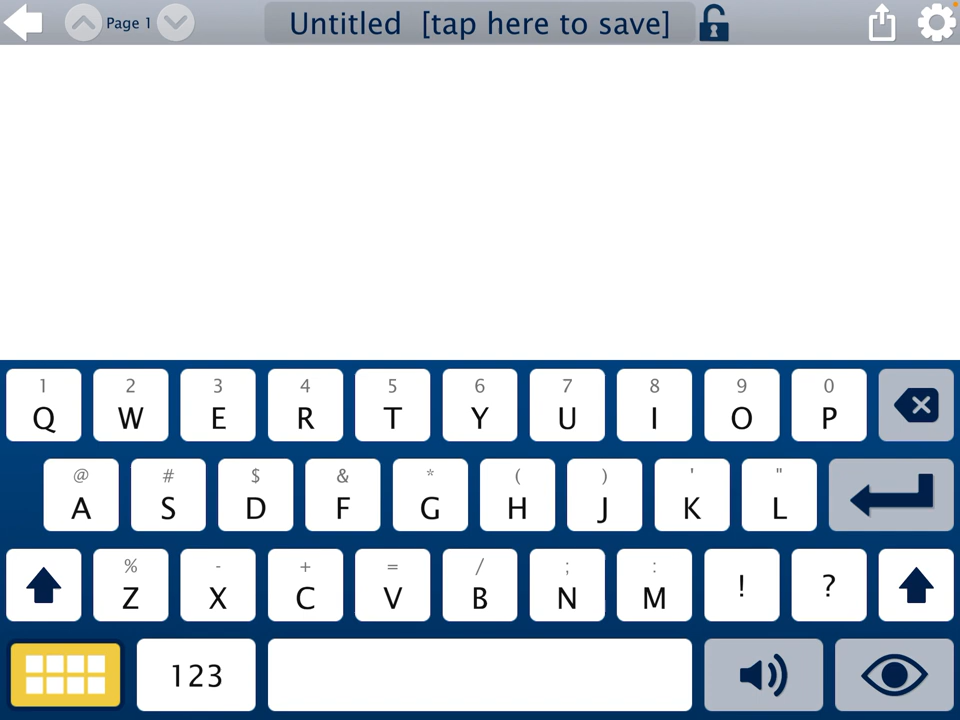 Page 1
Untitled [tap here to save]
1 2 3 4 5 6 7 8 9 0
Q W E R T Y U I O P
@ # $ & * ( ) ' "
A S D F G H J K L
% - + = / ; :
Z X C V B N M ! ?
123